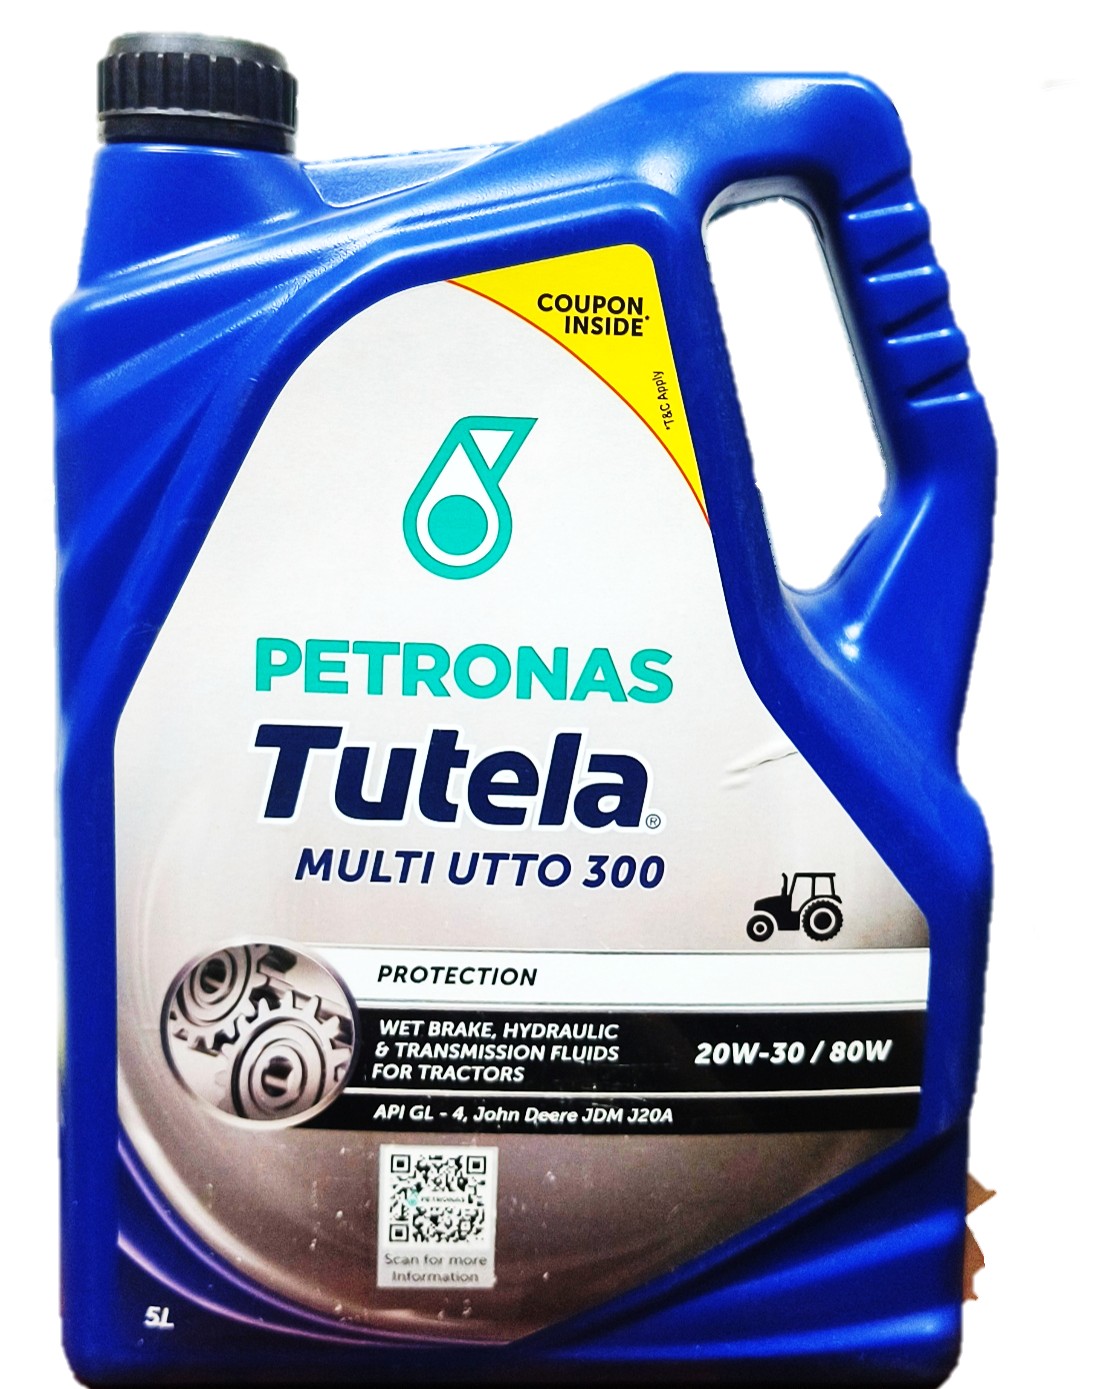 COUPON
INSIDE*
*T&C Apply
PETRONAS
Tutela®
MULTI UTTO 300
PROTECTION
WET BRAKE, HYDRAULIC
& TRANSMISSION FLUIDS
FOR TRACTORS
20W-30 / 80W
API GL - 4, John Deere JDM J20A
PETRONAS
Scan for more
Information
5L